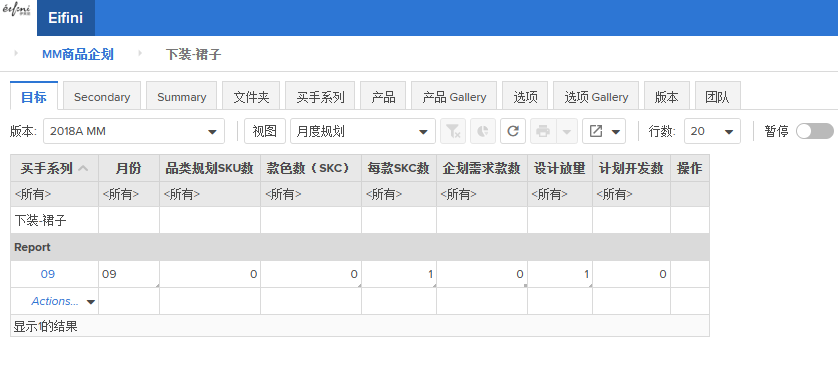 éifini Eifini
MM商品企划 下装-裙子
目标 Secondary Summary 文件夹 买手系列 产品 产品 Gallery 选项 选项 Gallery 版本 团队
版本: 2018A MM 视图 月度规划 行数: 20 暂停
买手系列 月份 品类规划SKU数 款色数（SKC） 每款SKC数 企划需求款数 设计放量 计划开发数 操作
<所有> <所有> <所有> <所有> <所有> <所有> <所有> <所有>
下装-裙子
Report
09 09 0 0 1 0 1 0
Actions...
显示1的结果